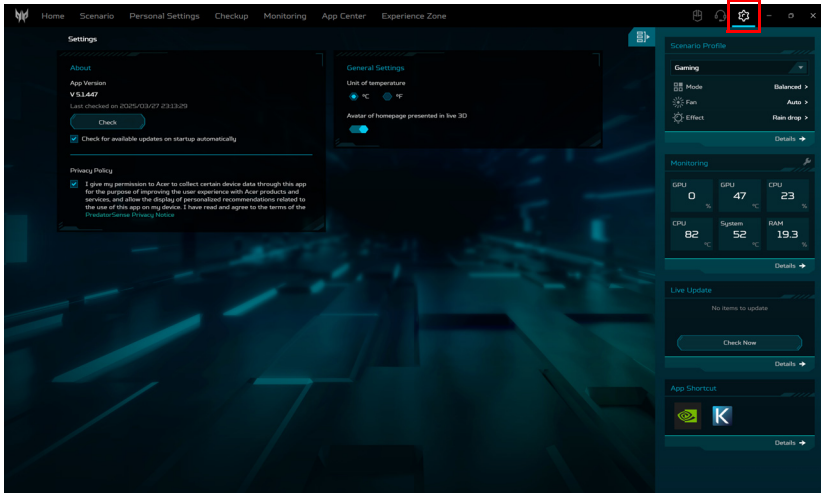 Home Scenario Personal Settings Checkup Monitoring App Center Experience Zone
Settings
About
App Version
V 5.1.447
Last checked on 2025/03/27 23:13:29
Check
Check for available updates on startup automatically
Privacy Policy
I give my permission to Acer to collect certain device data through this app
for the purpose of improving the user experience with Acer products and
services, and allow the display of personalized recommendations related to
the use of this app on my device. I have read and agree to the terms of the
PredatorSense Privacy Notice
General Settings
Unit of temperature
°C °F
Avatar of homepage presented in live 3D
Scenario Profile
Gaming
Mode Balanced >
Fan Auto >
Effect Rain drop >
Details →
Monitoring
GPU GPU CPU
0 % 47 °C 23 %
CPU System RAM
82 °C 52 °C 19.3 %
Details →
Live Update
No items to update
Check Now
Details →
App Shortcut
K
Details →